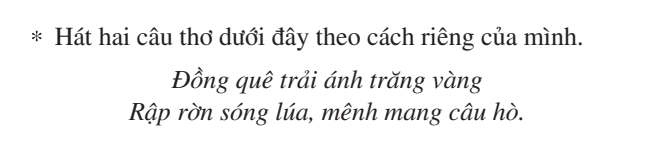 * Hát hai câu thơ dưới đây theo cách riêng của mình.
Đồng quê trải ánh trăng vàng
Rập rờn sóng lúa, mênh mang câu hò.